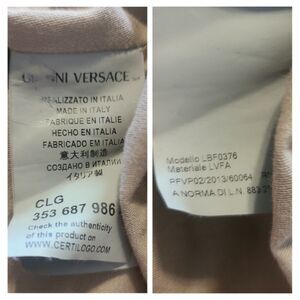 VERSACE
REALIZZATO IN ITALIA
MADE IN ITALY
FABRIQUE EN ITALIE
HECHO EN ITALIA
FABRICADO EM ITALIA
意大利制造
СОЗДАНО В ИТАЛИИ
イタリア製
CLG
353 687 986
Check the authenticity
of this product on
www.CERTILOGO.com
Modello LBF0376
Materiale LVFA
PFVP02/2013/60064
A NORMA DI L.N. 883/